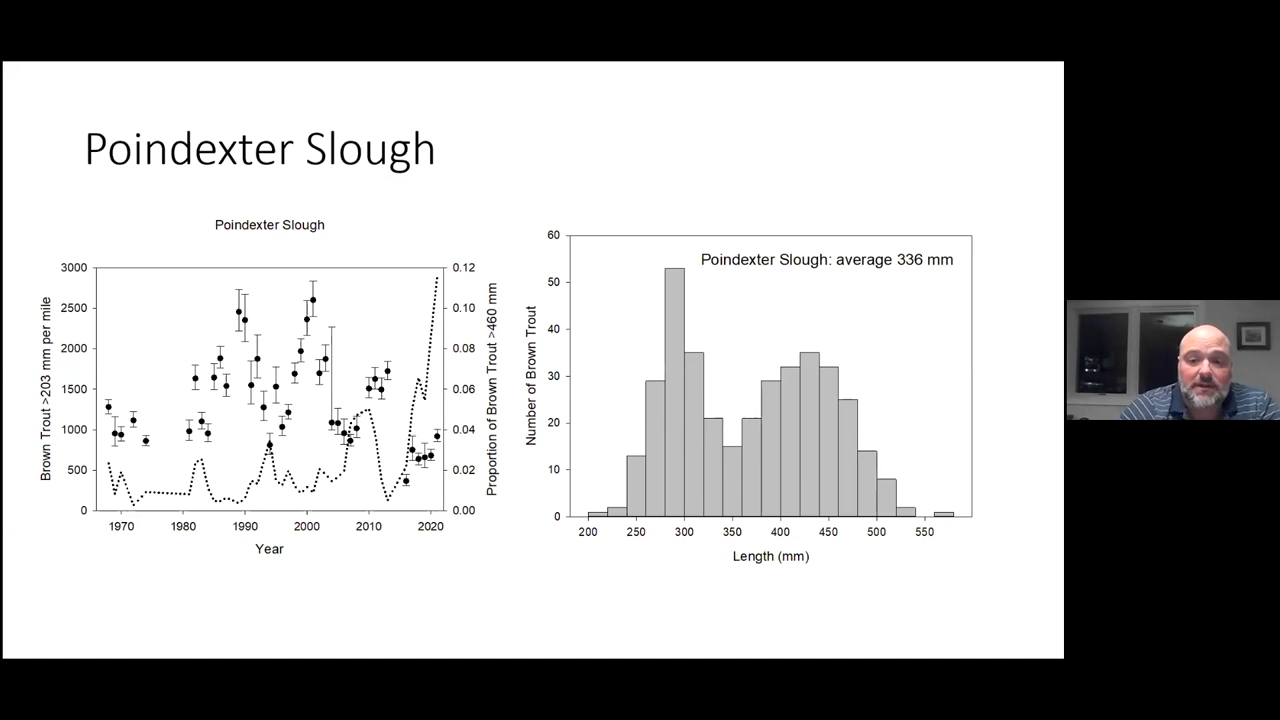 Poindexter Slough
Poindexter Slough
3000
2500
2000
1500
1000
500
0
Brown Trout >203 mm per mile
0.12
0.10
0.08
0.06
0.04
0.02
0.00
Proportion of Brown Trout >460 mm
1970 1980 1990 2000 2010 2020
Year
Poindexter Slough: average 336 mm
60
50
40
30
20
10
0
Number of Brown Trout
200 250 300 350 400 450 500 550
Length (mm)